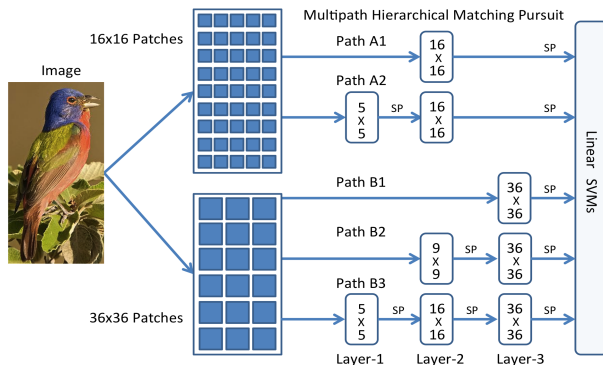 Multipath Hierarchical Matching Pursuit
16x16 Patches
Image
Path A1
16
X
16
SP
Path A2
5
X
5
SP
16
X
16
SP
Path B1
36
X
36
SP
Path B2
9
X
9
SP
36
X
36
SP
Path B3
36x36 Patches
5
X
5
SP
16
X
16
SP
36
X
36
SP
Layer-1
Layer-2
Layer-3
Linear SVMs